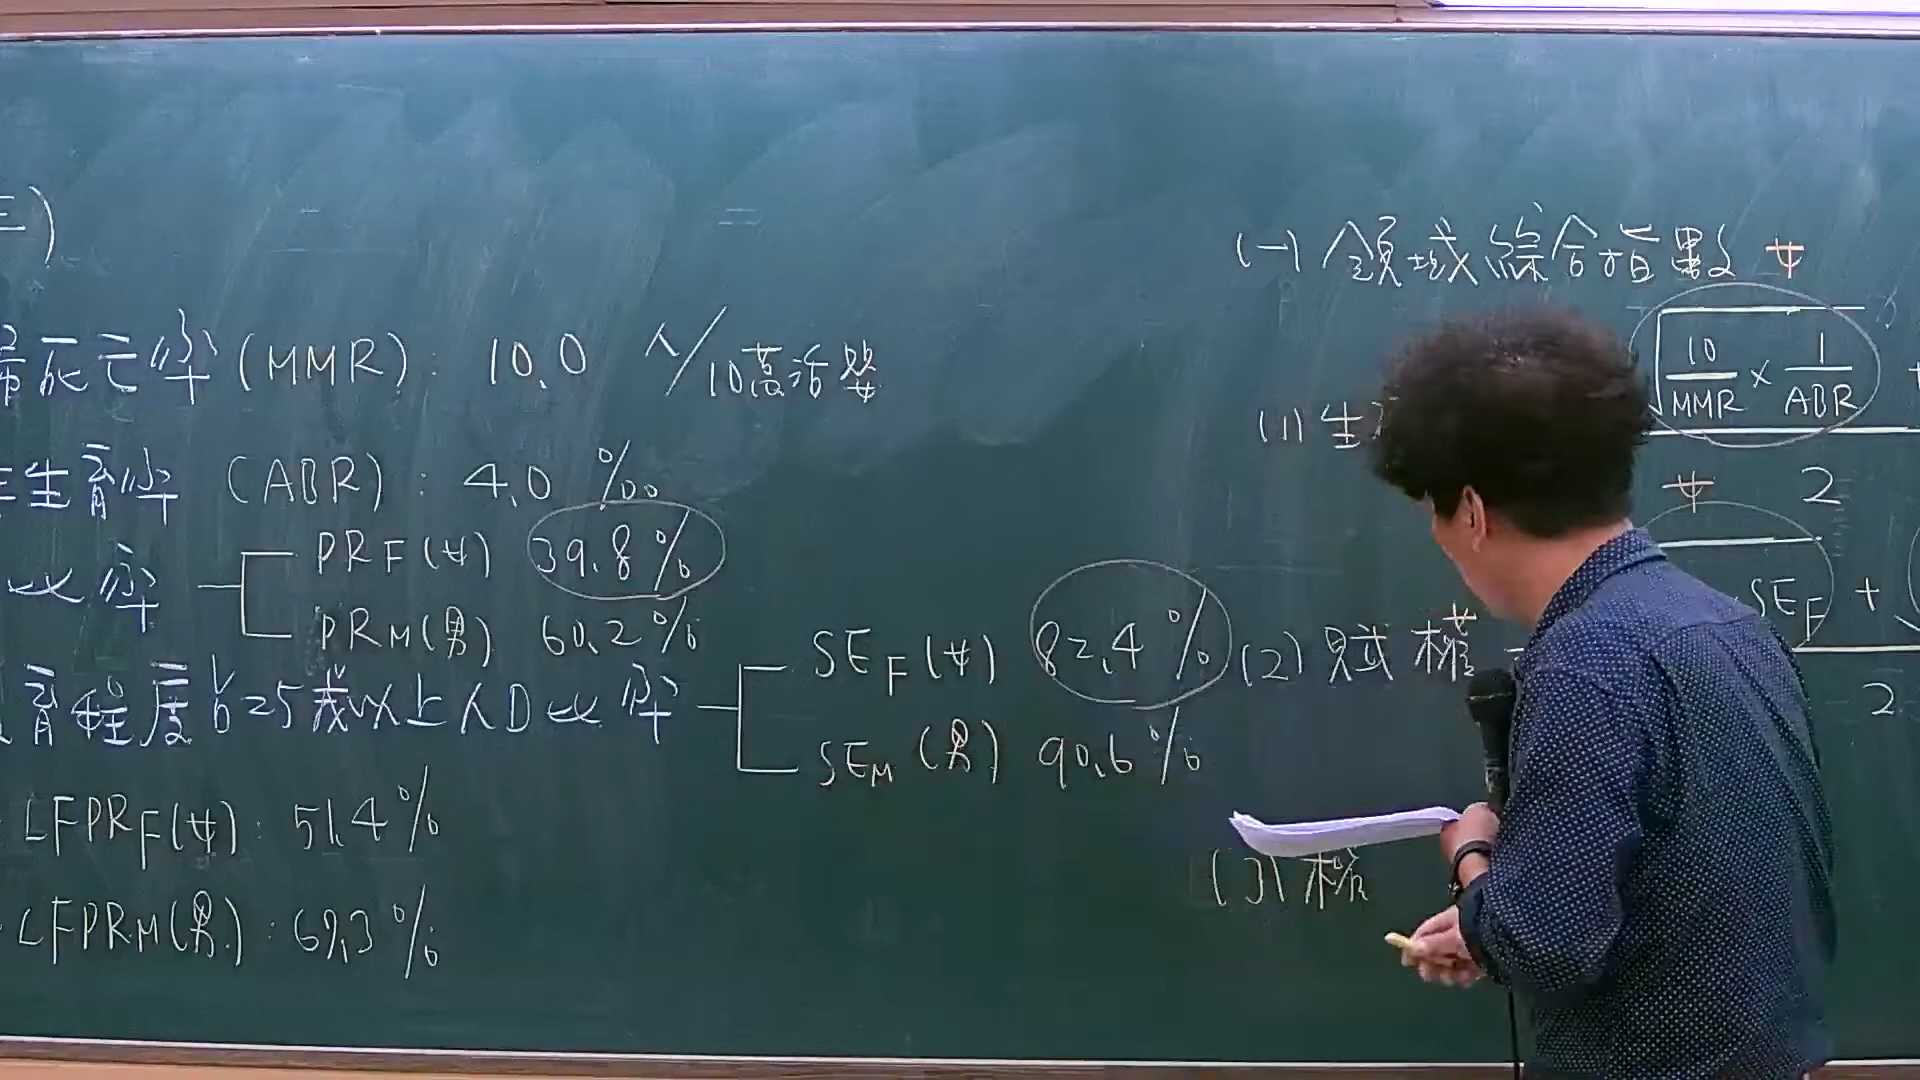 三)
死亡率(MMR): 10.0 人/10萬活嬰
生育率 (ABR): 4.0 ‰
比率 PRF(女) 39.8%
PRM(男) 60.2%
育程度占25歲以上人口比率 SEF(女) 82.4%
SEM(男) 90.6%
LFPRF(女): 51.4%
LFPRM(男): 67.3%
(一) 領域綜合指數 女
(1) 生 √ 10/MMR × 1/ABR +
女 2
(2) 賦權 SEF +
2
(3)